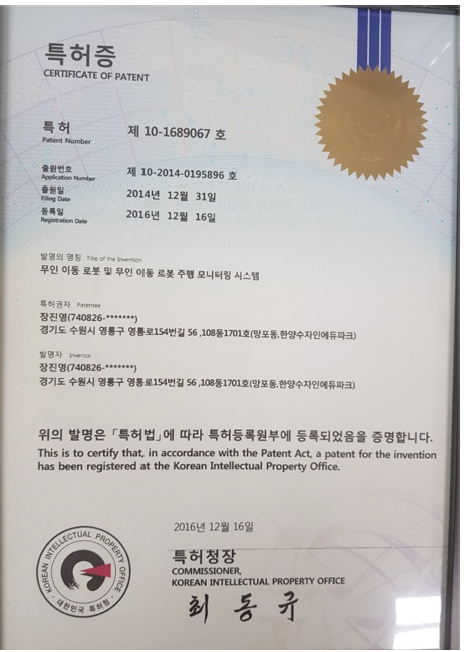 특허증
CERTIFICATE OF PATENT
특 허 제 10-1689067 호
Patent Number
출원번호 제 10-2014-0195896 호
Application Number
출원일 2014년 12월 31일
Filing Date
등록일 2016년 12월 16일
Registration Date
발명의 명칭 Title of the Invention
무인 이동 로봇 및 무인 이동 로봇 주행 모니터링 시스템
특허권자 Patentee
장진영(740826-*******)
경기도 수원시 영통구 영통로154번길 56 ,108동1701호(망포동,한양수자인에듀파크)
발명자 Inventor
장진영(740826-*******)
경기도 수원시 영통구 영통로154번길 56 ,108동1701호(망포동,한양수자인에듀파크)
위의 발명은 「특허법」에 따라 특허등록원부에 등록되었음을 증명합니다.
This is to certify that, in accordance with the Patent Act, a patent for the invention
has been registered at the Korean Intellectual Property Office.
2016년 12월 16일
특허청장
COMMISSIONER,
KOREAN INTELLECTUAL PROPERTY OFFICE
최 동 규
KOREAN INTELLECTUAL PROPERTY OFFICE
대한민국 특허청